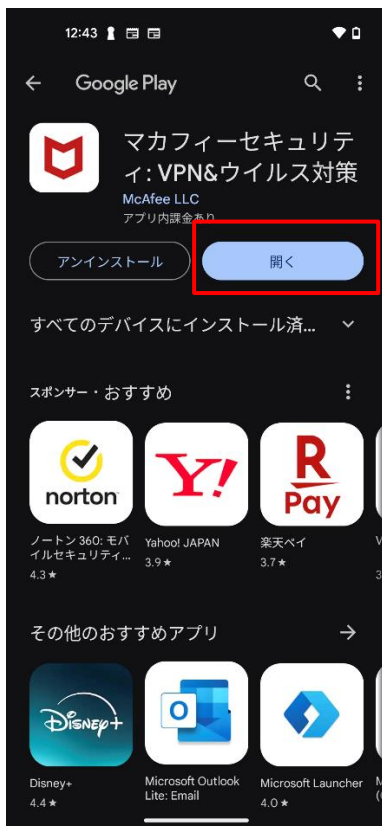 12:43
Google Play
マカフィーセキュリテ
ィ: VPN&ウイルス対策
McAfee LLC
アプリ内課金あり
アンインストール
開く
すべてのデバイスにインストール済...
スポンサー・おすすめ
norton
Y!
R
Pay
ノートン 360: モバ
イルセキュリティ...
4.3★
Yahoo! JAPAN
3.9★
楽天ペイ
3.7★
V
3
その他のおすすめアプリ
Disney+
O
Disney+
4.4★
Microsoft Outlook
Lite: Email
Microsoft Launcher
4.0★
M
(